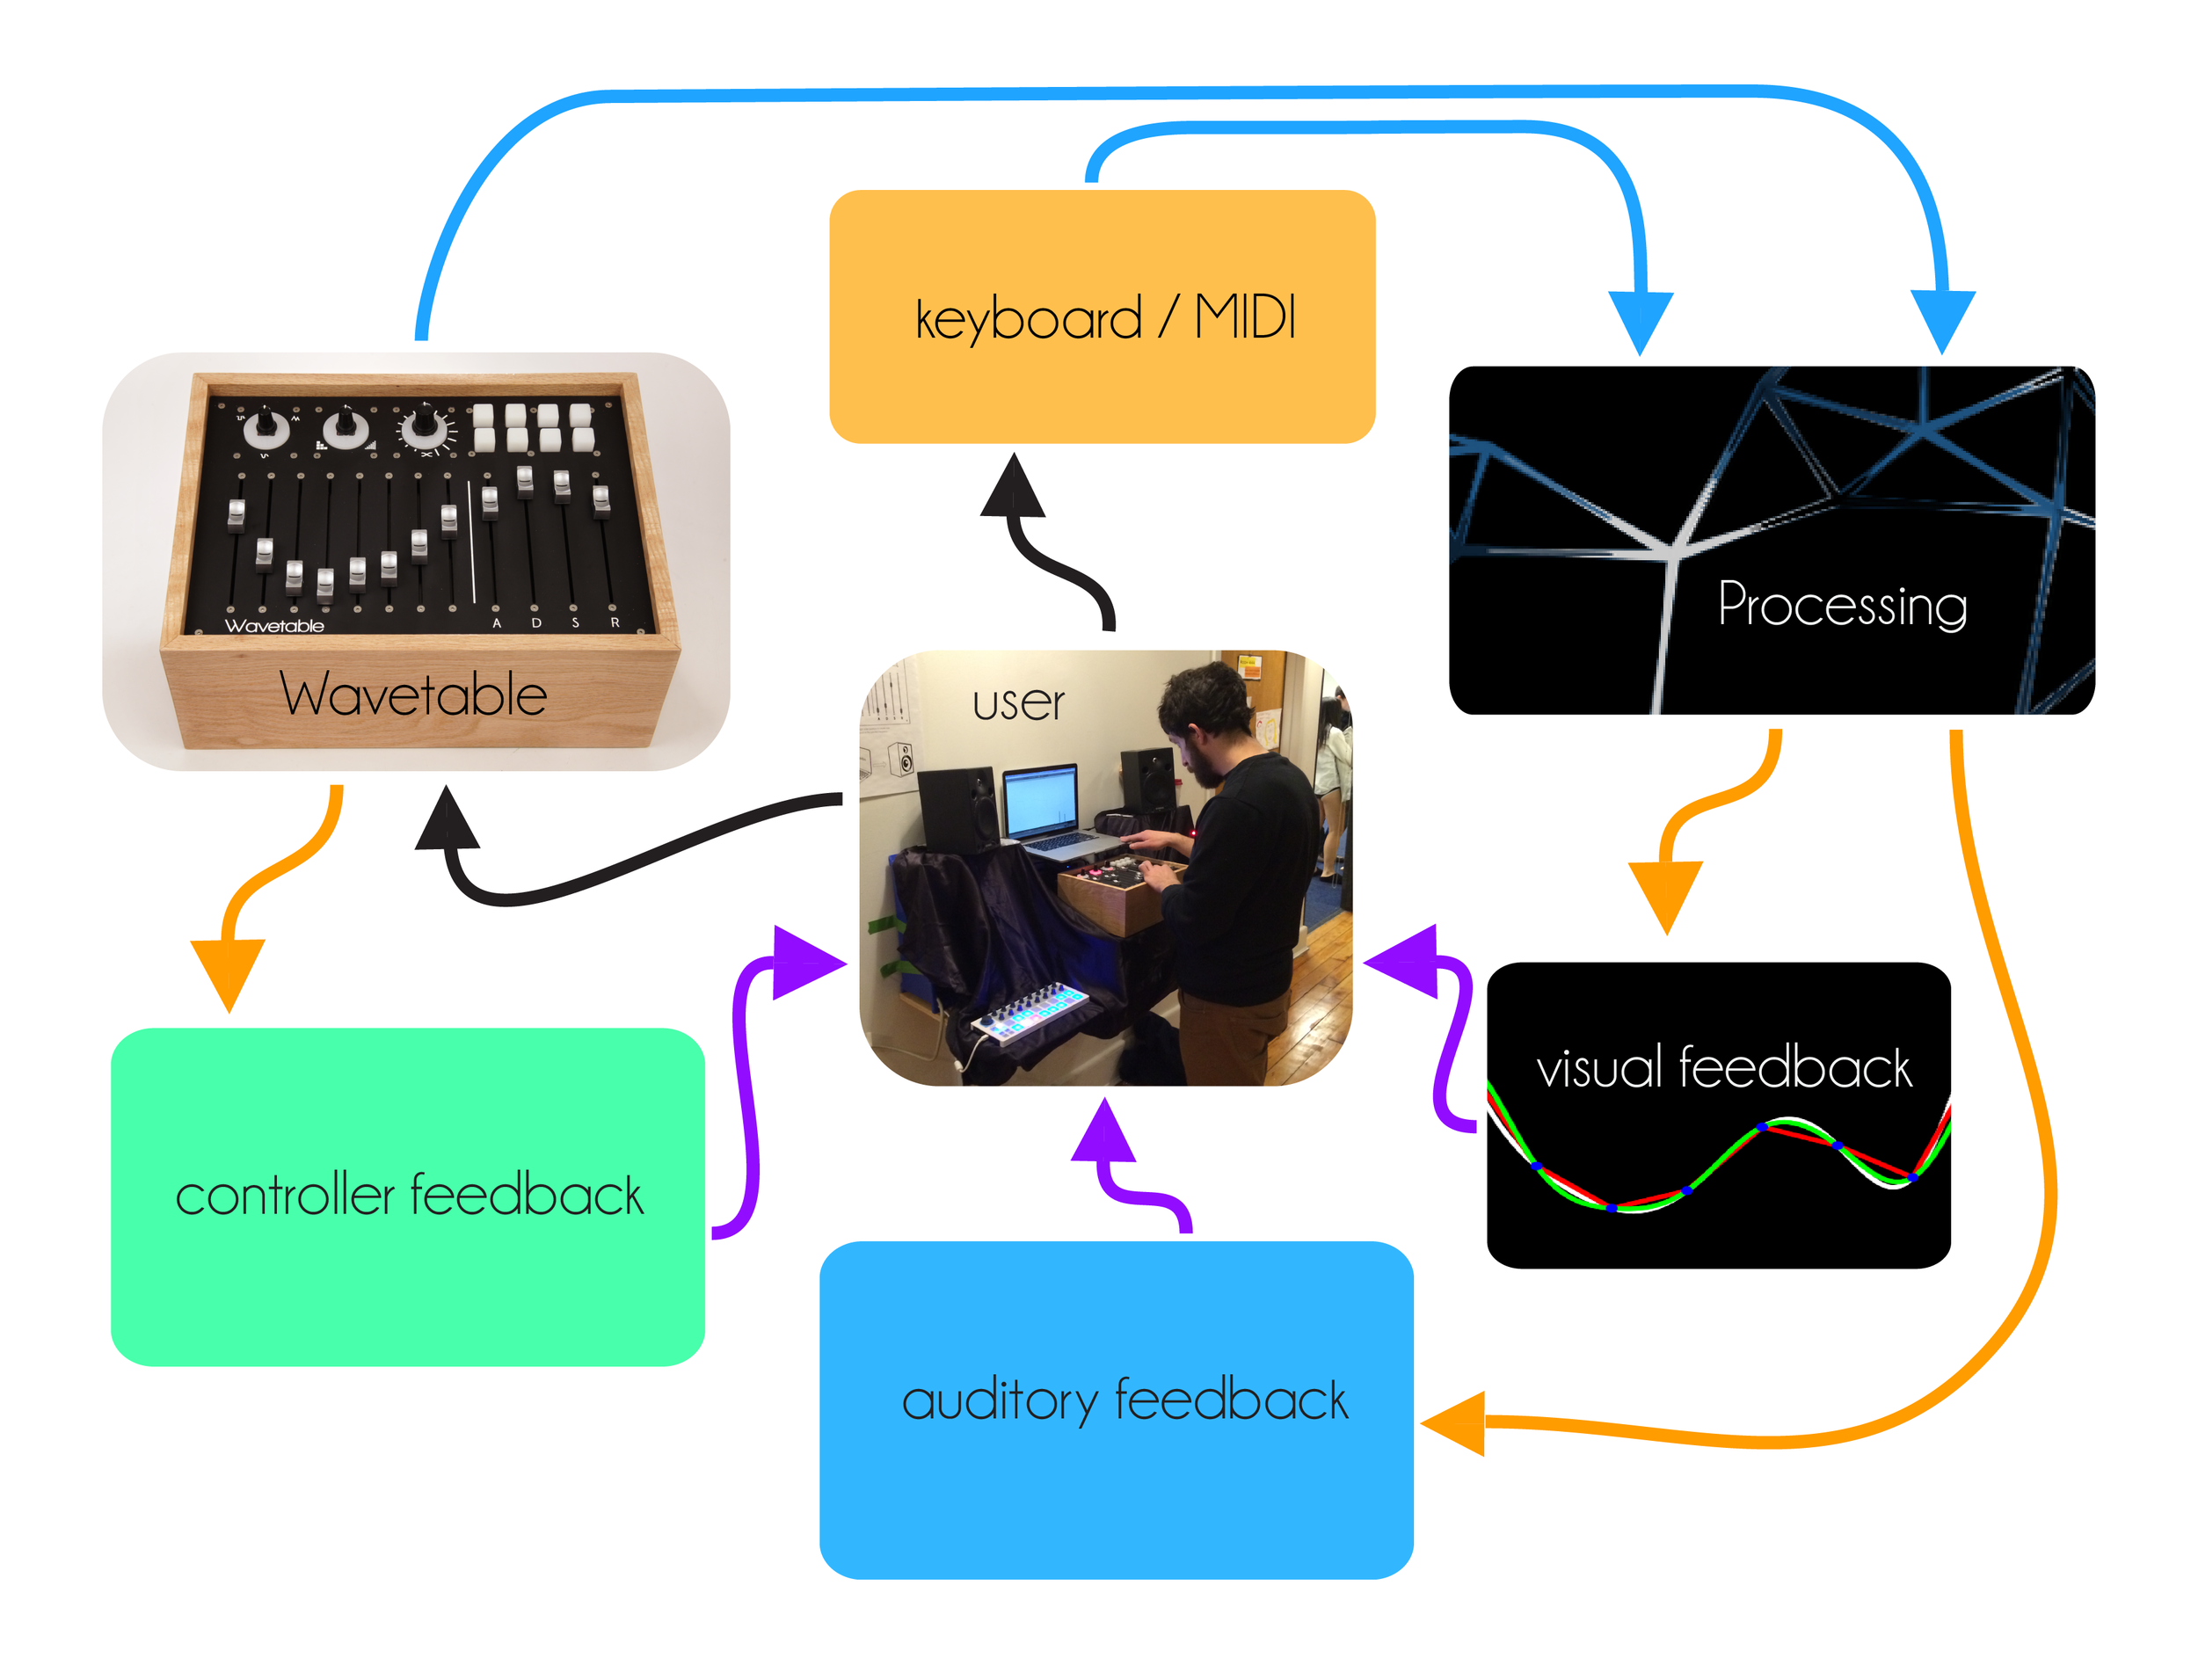 keyboard / MIDI
Wavetable
A D S R
Wavetable
Processing
user
visual feedback
controller feedback
auditory feedback